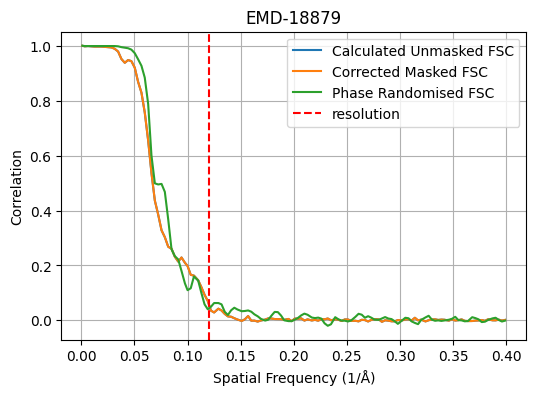 EMD-18879
Calculated Unmasked FSC
Corrected Masked FSC
Phase Randomised FSC
resolution
Correlation
1.0
0.8
0.6
0.4
0.2
0.0
0.00 0.05 0.10 0.15 0.20 0.25 0.30 0.35 0.40
Spatial Frequency (1/Å)